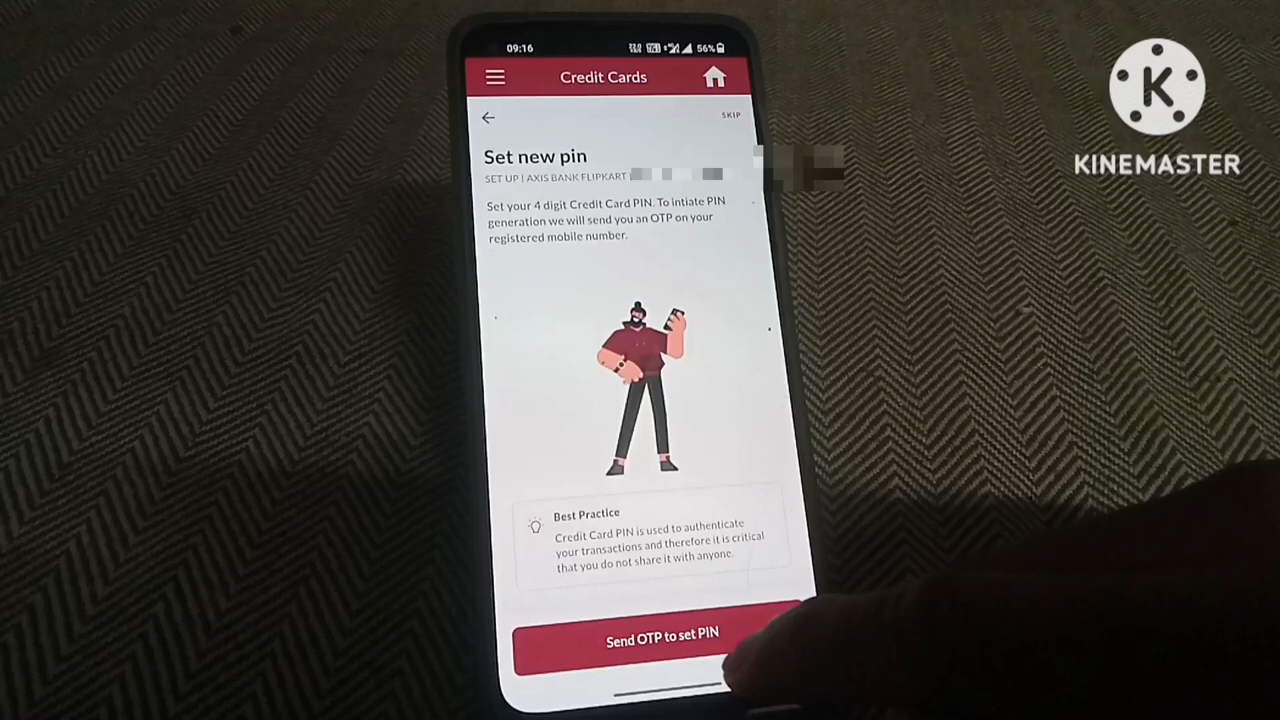 09:16
56%
Credit Cards
SKIP
Set new pin
SET UP | AXIS BANK FLIPKART
Set your 4 digit Credit Card PIN. To intiate PIN
generation we will send you an OTP on your
registered mobile number.
Best Practice
Credit Card PIN is used to authenticate
your transactions and therefore it is critical
that you do not share it with anyone.
Send OTP to set PIN
K
KINEMASTER